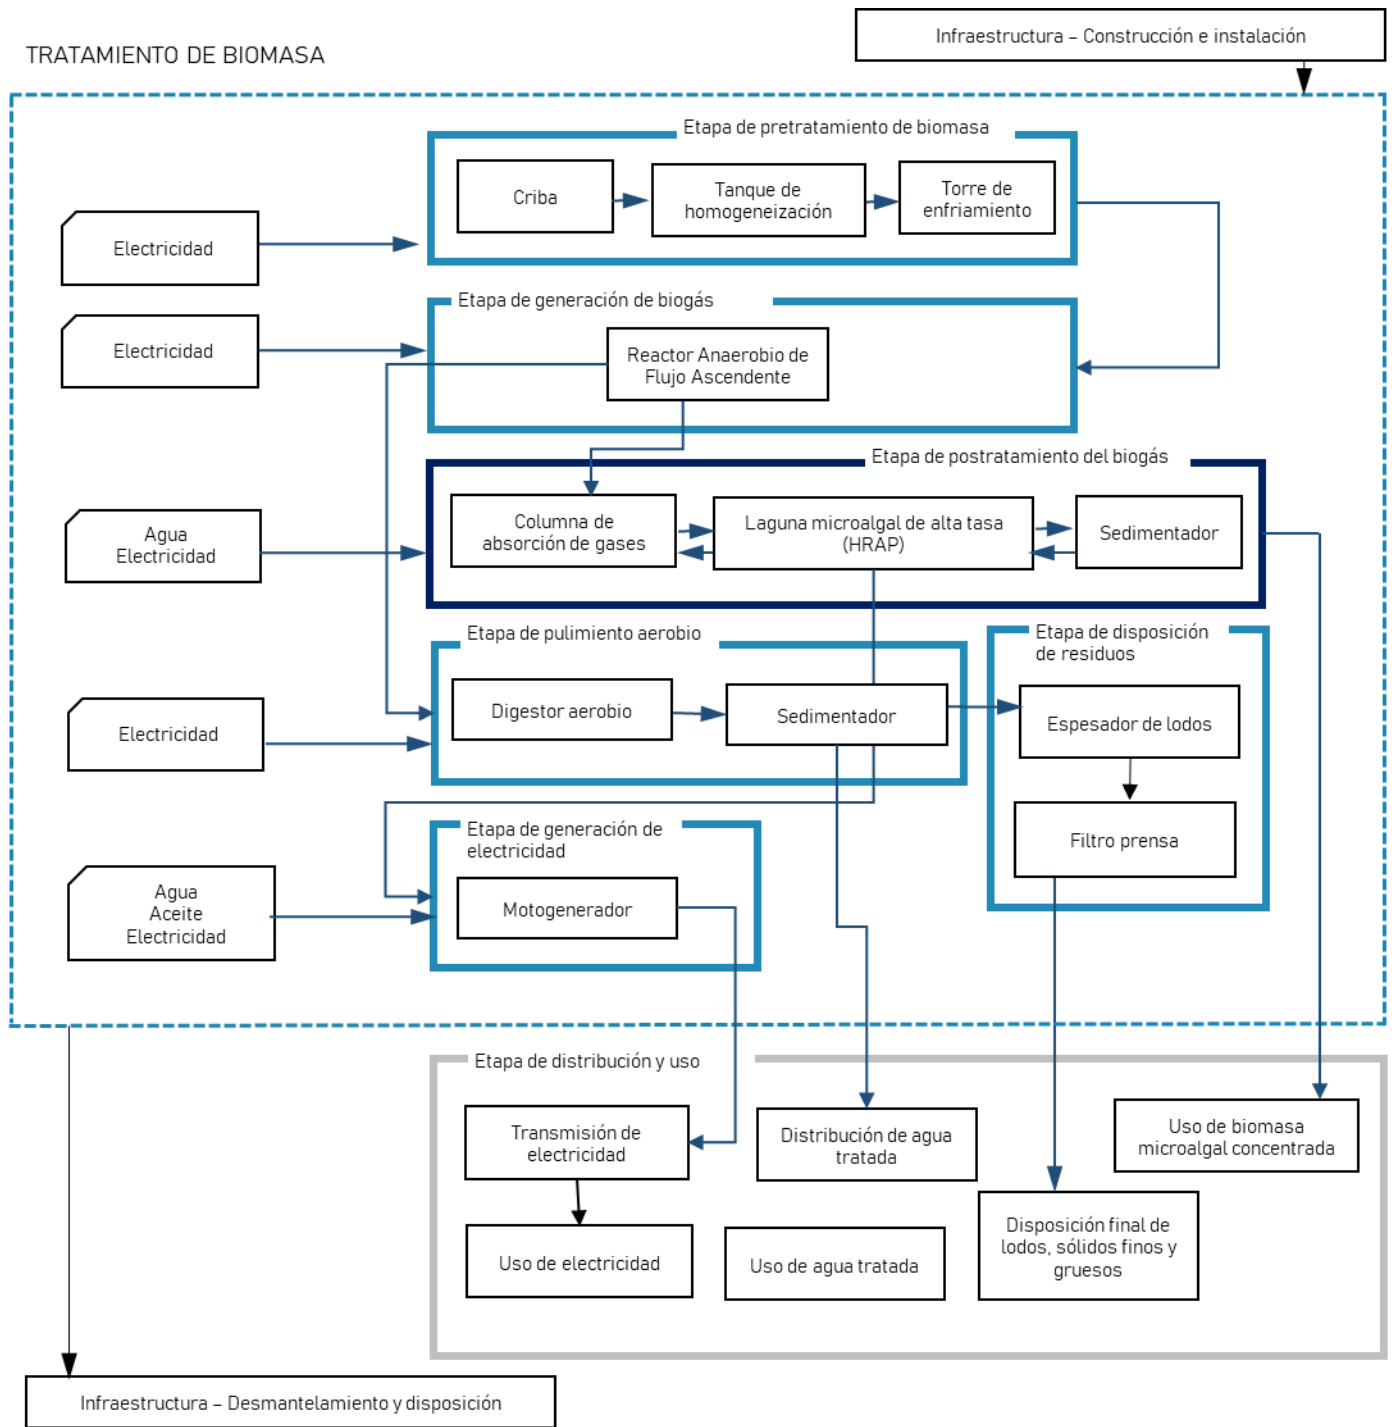 Infraestructura – Construcción e instalación
TRATAMIENTO DE BIOMASA
Etapa de pretratamiento de biomasa
Criba
Tanque de
homogeneización
Torre de
enfriamiento
Electricidad
Etapa de generación de biogás
Electricidad
Reactor Anaerobio de
Flujo Ascendente
Etapa de postratamiento del biogás
Agua
Electricidad
Columna de
absorción de gases
Laguna microalgal de alta tasa
(HRAP)
Sedimentador
Etapa de pulimiento aerobio
Etapa de disposición
de residuos
Electricidad
Digestor aerobio
Sedimentador
Espesador de lodos
Filtro prensa
Etapa de generación de
electricidad
Agua
Aceite
Electricidad
Motogenerador
Etapa de distribución y uso
Transmisión de
electricidad
Distribución de agua
tratada
Uso de biomasa
microalgal concentrada
Uso de electricidad
Uso de agua tratada
Disposición final de
lodos, sólidos finos y
gruesos
Infraestructura – Desmantelamiento y disposición